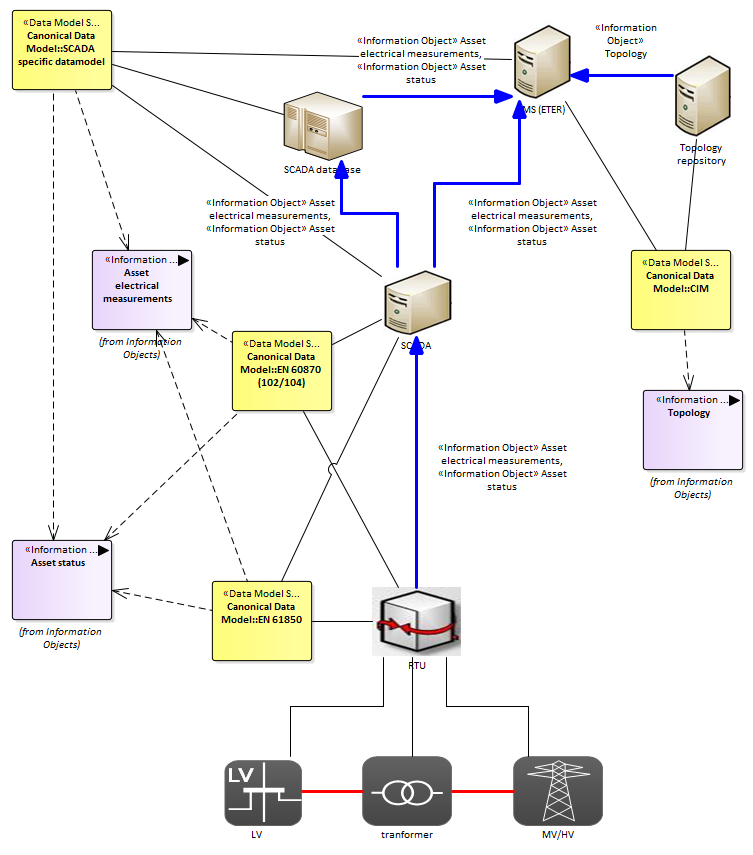 «Data Model S...
Canonical Data
Model::SCADA
specific datamodel
«Information Object» Asset
electrical measurements,
«Information Object» Asset
status
«Information
Object»
Topology
MS (ETER)
SCADA database
Topology
repository
«Information Object» Asset
electrical measurements,
«Information Object» Asset
status
«Information Object» Asset
electrical measurements,
«Information Object» Asset
status
«Information ...
Asset
electrical
measurements
(from Information
Objects)
«Data Model S...
Canonical Data
Model::CIM
SCADA
«Data Model S...
Canonical Data
Model::EN 60870
(102/104)
«Information ...
Topology
(from Information
Objects)
«Information Object» Asset
electrical measurements,
«Information Object» Asset
status
«Information ...
Asset status
(from Information
Objects)
«Data Model S...
Canonical Data
Model::EN 61850
RTU
LV
LV
tranformer
MV/HV